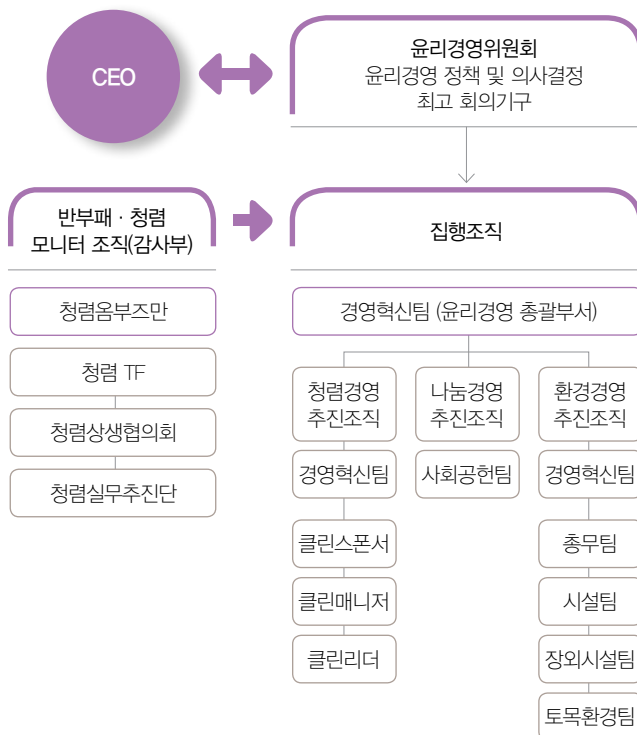 CEO
윤리경영위원회
윤리경영 정책 및 의사결정
최고 회의기구
반부패 · 청렴
모니터 조직(감사부)
청렴옴부즈만
청렴 TF
청렴상생협의회
청렴실무추진단
집행조직
경영혁신팀 (윤리경영 총괄부서)
청렴경영
추진조직
경영혁신팀
클린스폰서
클린매니저
클린리더
나눔경영
추진조직
사회공헌팀
환경경영
추진조직
경영혁신팀
총무팀
시설팀
장외시설팀
토목환경팀